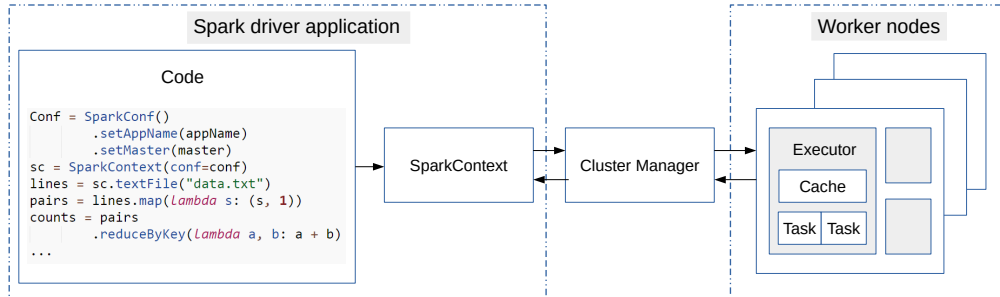 Spark driver application
Code
Conf = SparkConf()
.setAppName(appName)
.setMaster(master)
sc = SparkContext(conf=conf)
lines = sc.textFile("data.txt")
pairs = lines.map(lambda s: (s, 1))
counts = pairs
.reduceByKey(lambda a, b: a + b)
...
SparkContext
Cluster Manager
Worker nodes
Executor
Cache
Task Task